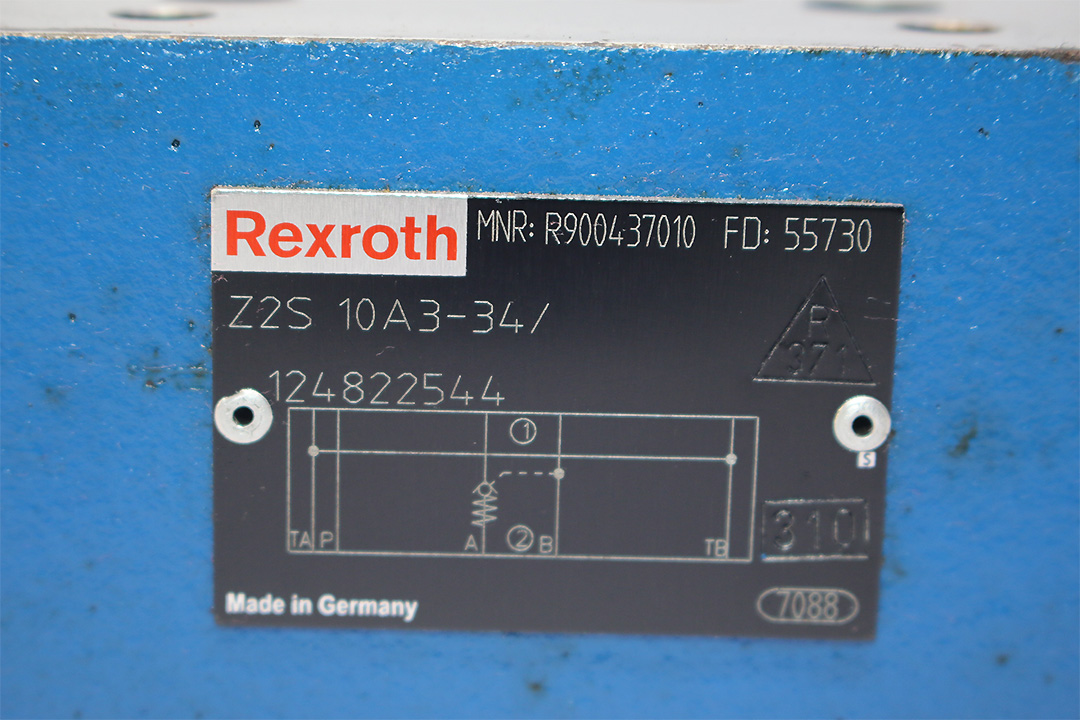 Rexroth MNR: R900437010 FD: 55730
Z2S 10A3-34/
P
371
124822544
1
TA P A 2 B TB
S
310
Made in Germany
7088